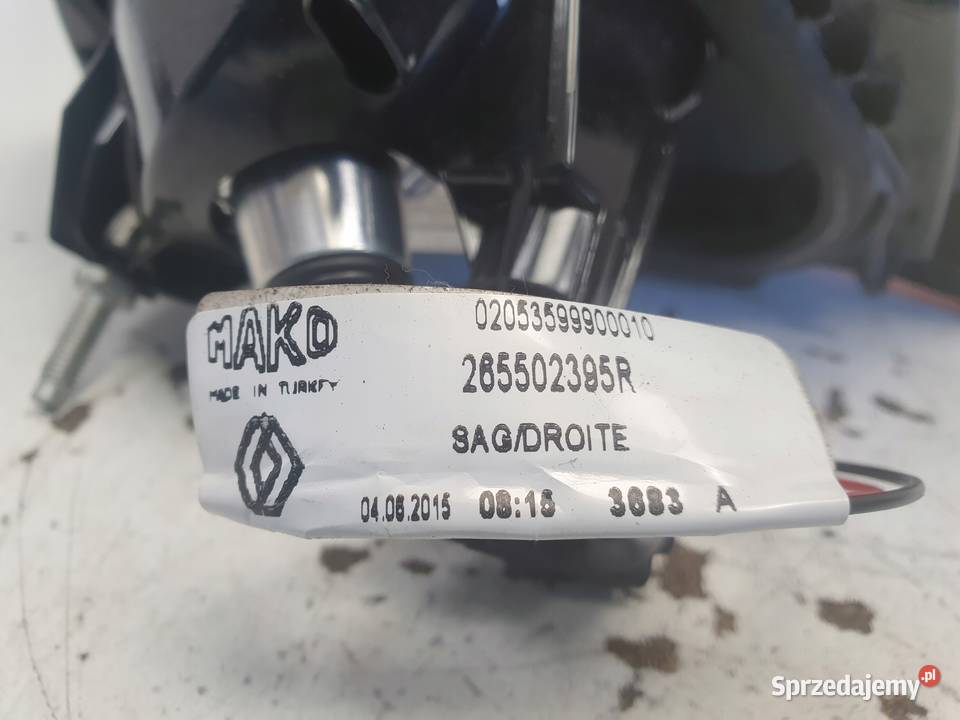 MAKO
MADE IN TURKEY
02053599900010
265502395R
SAG/DROITE
04.06.2015 08:15 3683 A
Sprzedajemy.pl